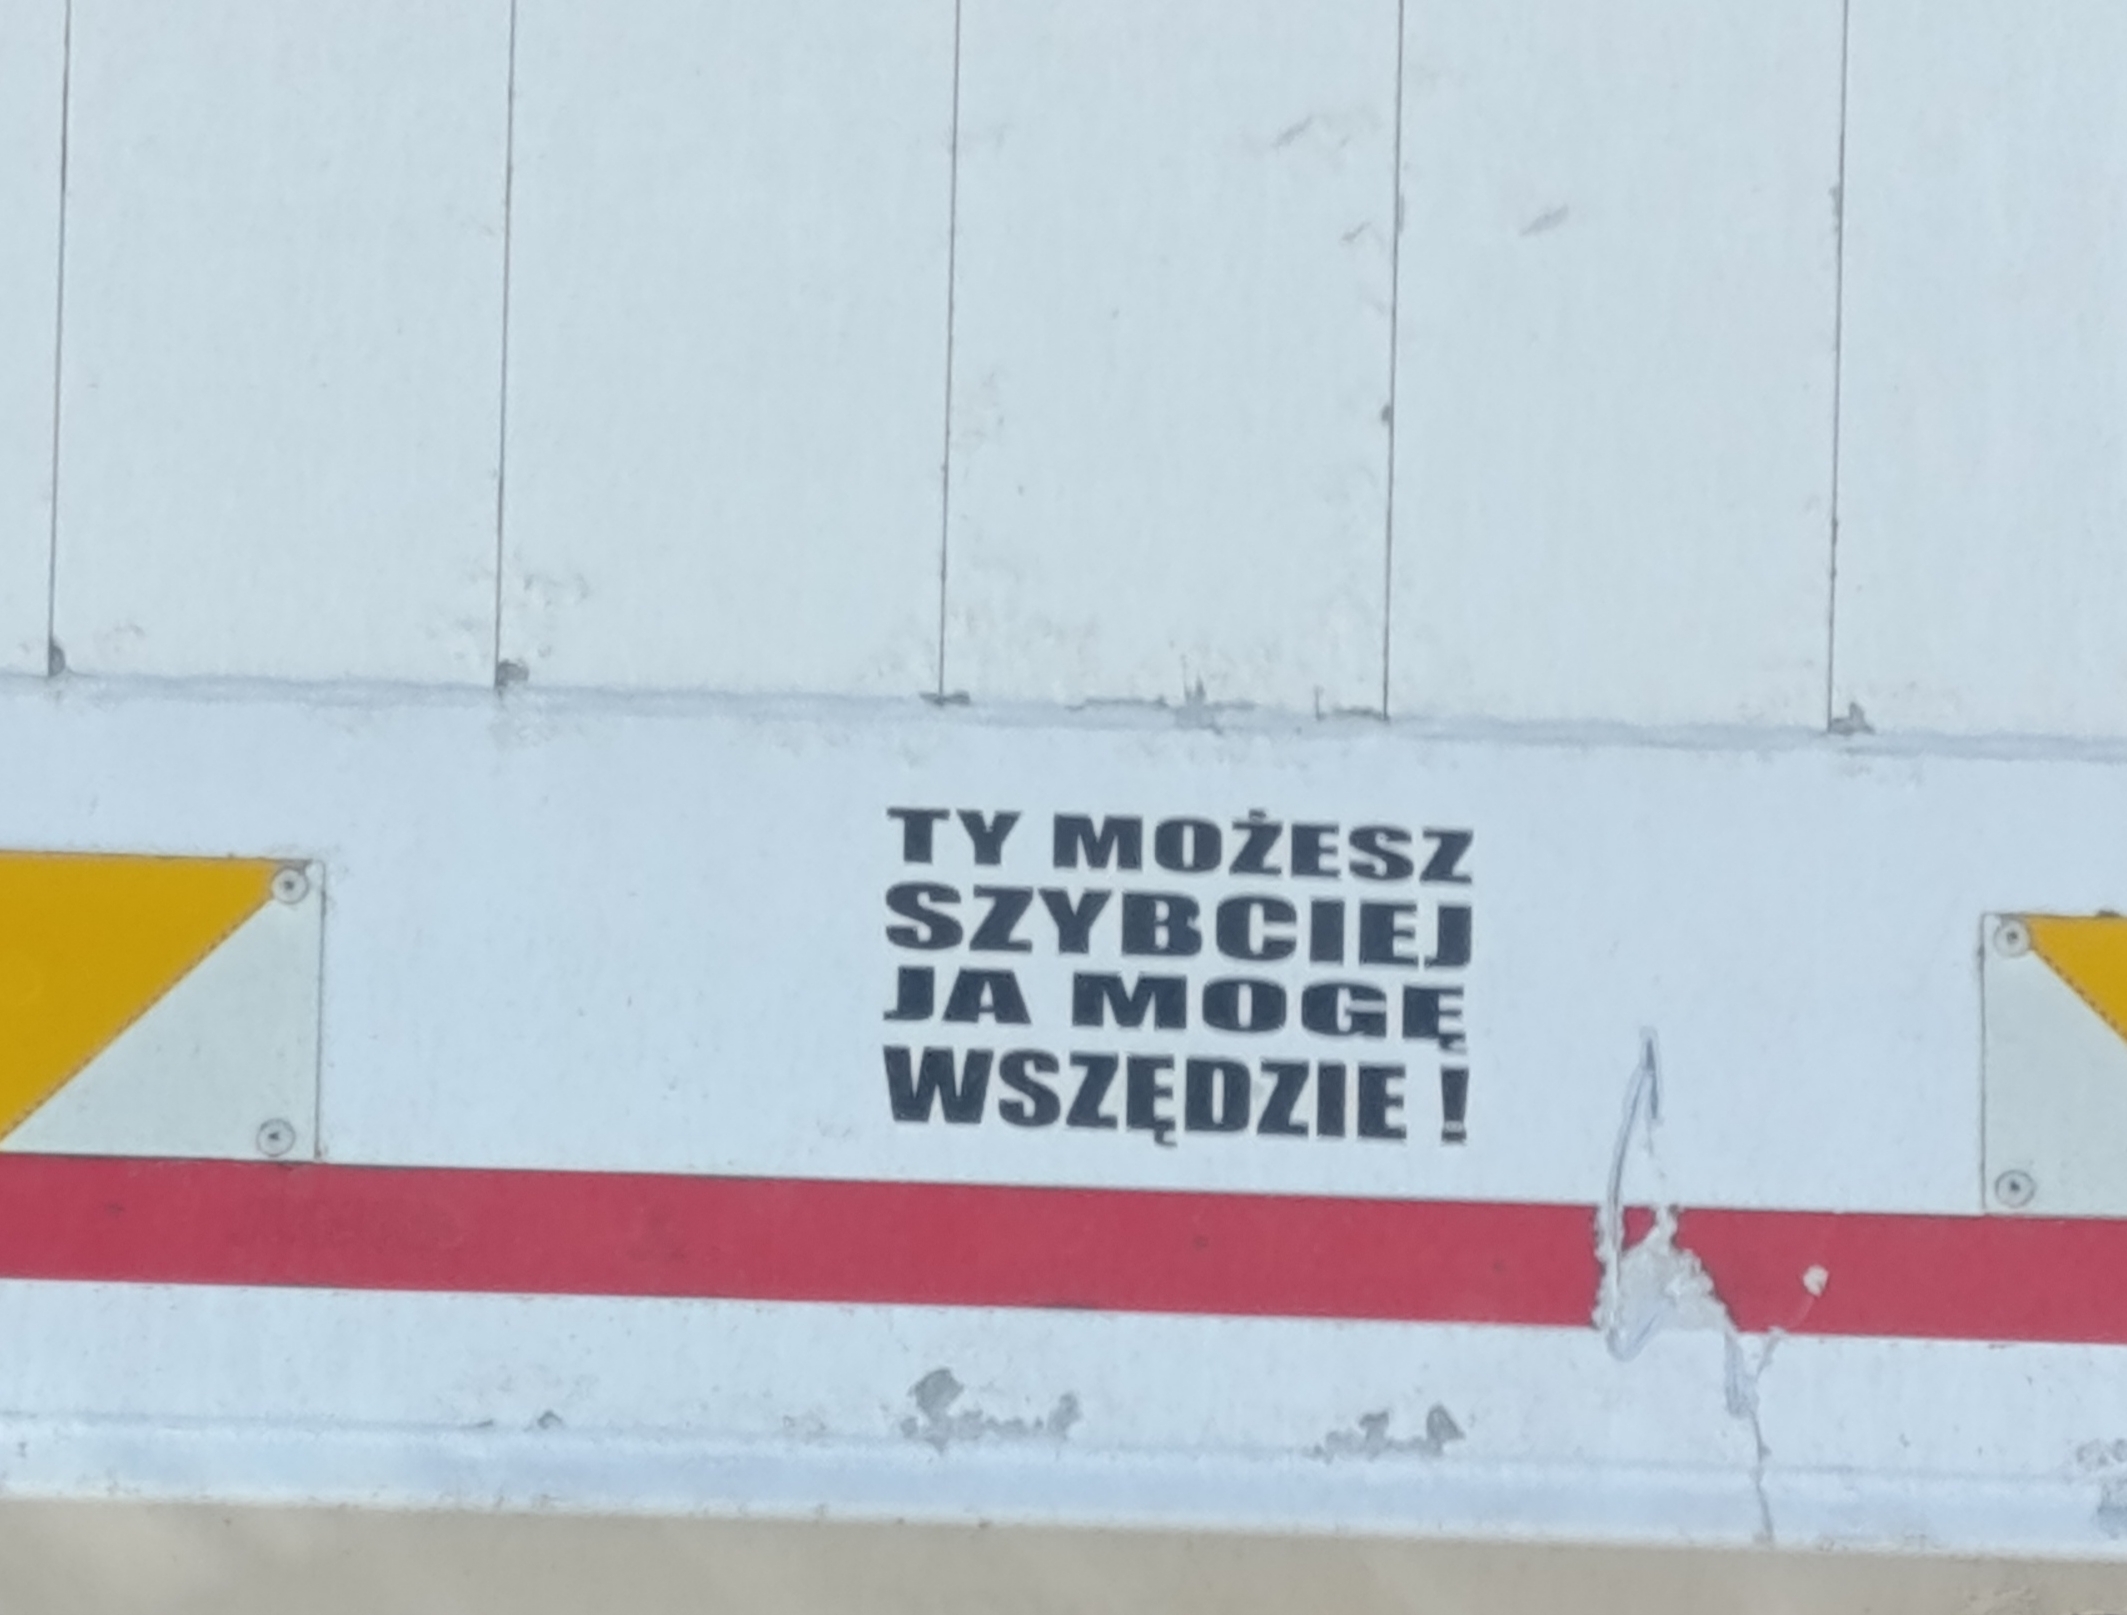 TY MOŻESZ
SZYBCIEJ
JA MOGĘ
WSZĘDZIE !